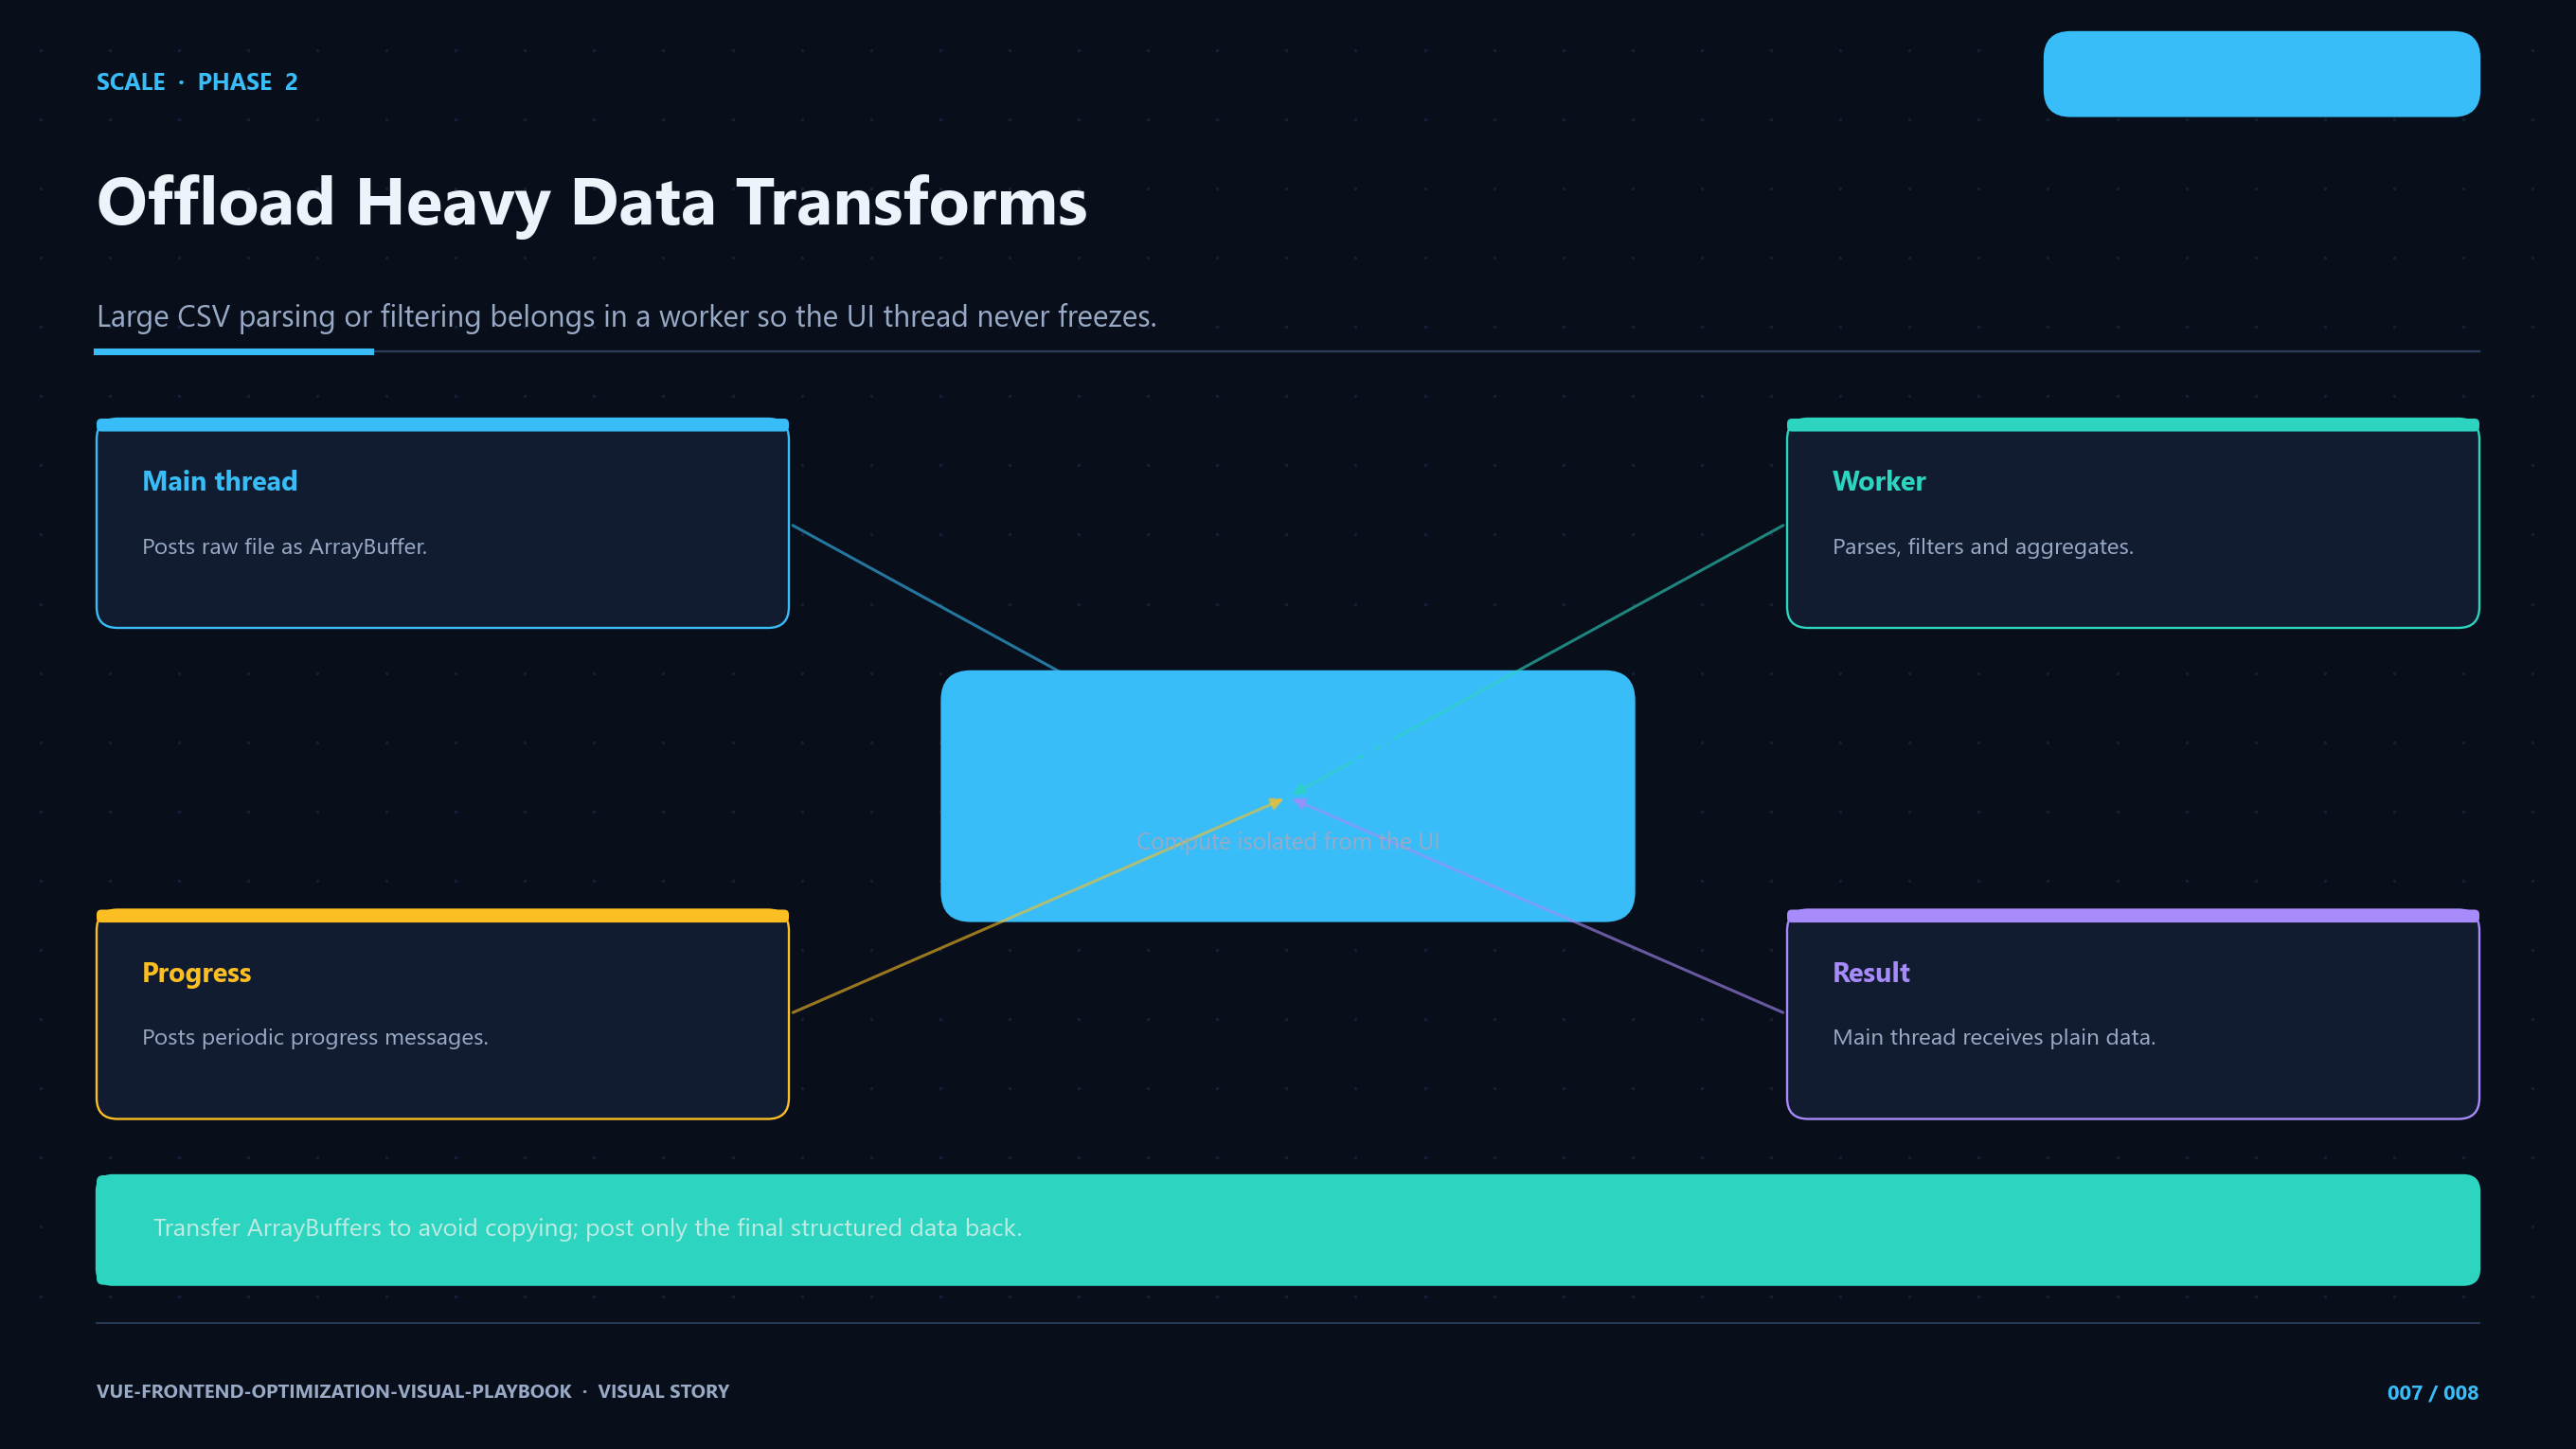 SCALE · PHASE 2
Offload Heavy Data Transforms
Large CSV parsing or filtering belongs in a worker so the UI thread never freezes.
Main thread
Posts raw file as ArrayBuffer.
Worker
Parses, filters and aggregates.
Compute isolated from the UI
Progress
Posts periodic progress messages.
Result
Main thread receives plain data.
Transfer ArrayBuffers to avoid copying; post only the final structured data back.
VUE-FRONTEND-OPTIMIZATION-VISUAL-PLAYBOOK · VISUAL STORY
007 / 008